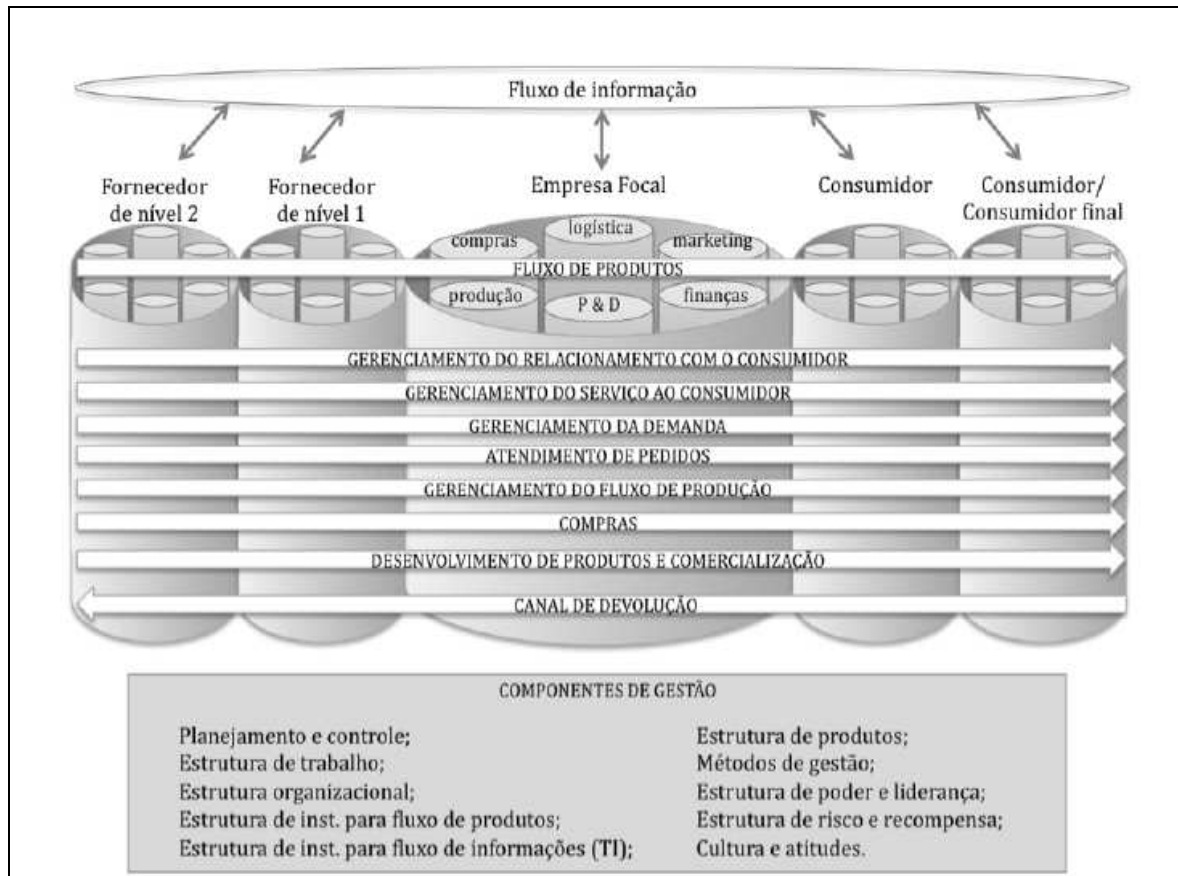 Fluxo de informação
Fornecedor
de nível 2
Fornecedor
de nível 1
Empresa Focal
Consumidor
Consumidor/
Consumidor final
compras
logística
marketing
FLUXO DE PRODUTOS
produção
P & D
finanças
GERENCIAMENTO DO RELACIONAMENTO COM O CONSUMIDOR
GERENCIAMENTO DO SERVIÇO AO CONSUMIDOR
GERENCIAMENTO DA DEMANDA
ATENDIMENTO DE PEDIDOS
GERENCIAMENTO DO FLUXO DE PRODUÇÃO
COMPRAS
DESENVOLVIMENTO DE PRODUTOS E COMERCIALIZAÇÃO
CANAL DE DEVOLUÇÃO
COMPONENTES DE GESTÃO
Planejamento e controle;
Estrutura de trabalho;
Estrutura organizacional;
Estrutura de inst. para fluxo de produtos;
Estrutura de inst. para fluxo de informações (TI);
Estrutura de produtos;
Métodos de gestão;
Estrutura de poder e liderança;
Estrutura de risco e recompensa;
Cultura e atitudes.